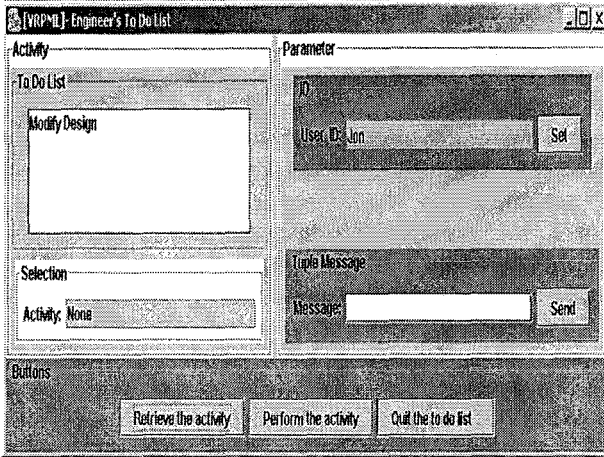 [VRPML]- Engineer's To Do List
Activity
To Do List
Modify Design
Selection
Activity: None
Parameter
ID
User, ID: Jon Set
Tuple Message
Message: Send
Buttons
Retrieve the activity Perform the activity Quit the to do list